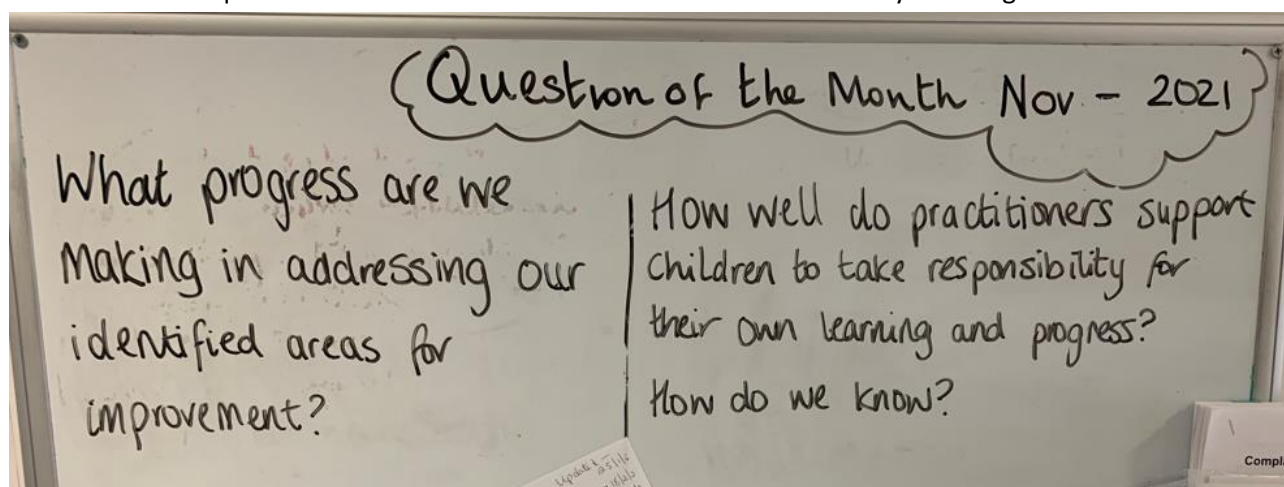 Question of the Month Nov - 2021
What progress are we
Making in addressing our
identified areas for
improvement?
How well do practitioners support
Children to take responsibility for
their own learning and progress?
How do we know?
Update